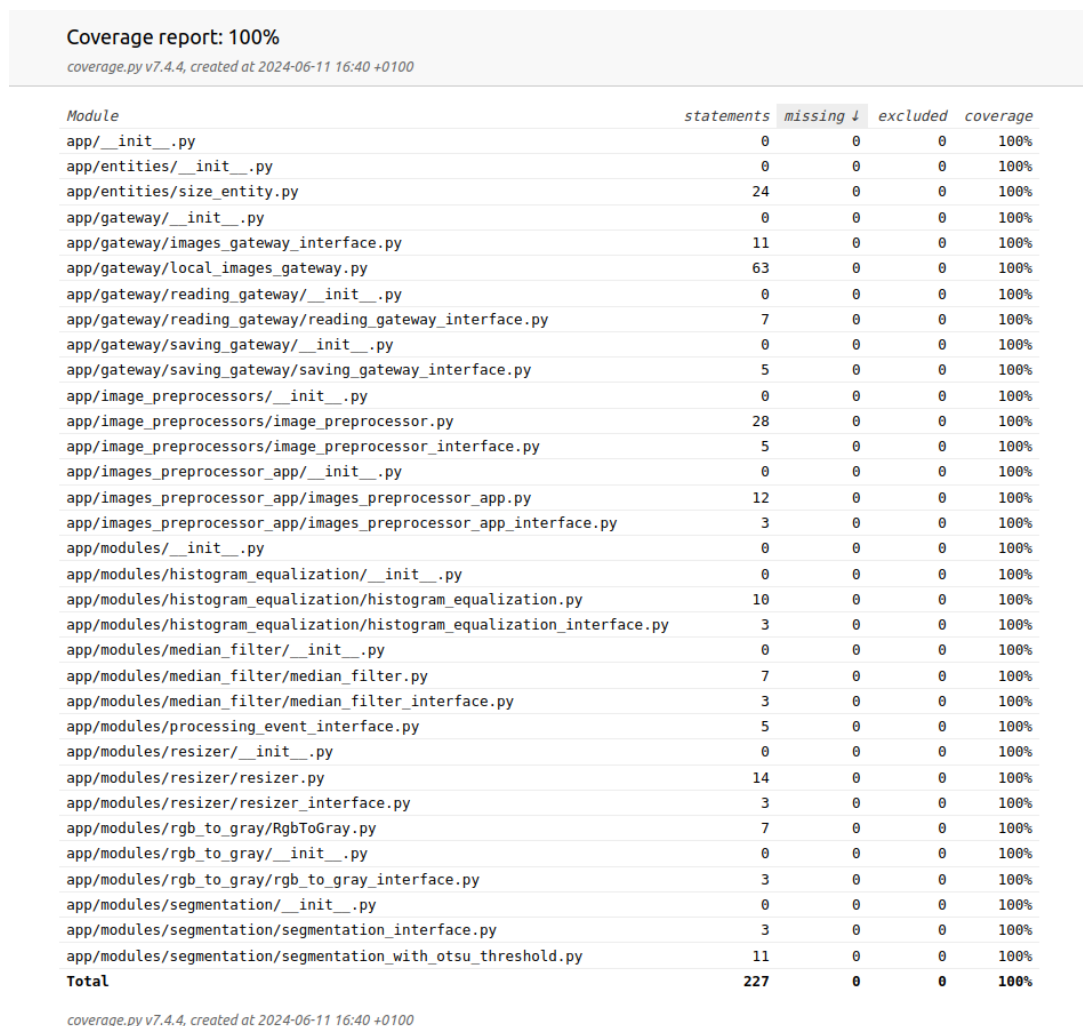 Coverage report: 100%
coverage.py v7.4.4, created at 2024-06-11 16:40 +0100
Module statements missing ↓ excluded coverage
app/__init__.py 0 0 0 100%
app/entities/__init__.py 0 0 0 100%
app/entities/size_entity.py 24 0 0 100%
app/gateway/__init__.py 0 0 0 100%
app/gateway/images_gateway_interface.py 11 0 0 100%
app/gateway/local_images_gateway.py 63 0 0 100%
app/gateway/reading_gateway/__init__.py 0 0 0 100%
app/gateway/reading_gateway/reading_gateway_interface.py 7 0 0 100%
app/gateway/saving_gateway/__init__.py 0 0 0 100%
app/gateway/saving_gateway/saving_gateway_interface.py 5 0 0 100%
app/image_preprocessors/__init__.py 0 0 0 100%
app/image_preprocessors/image_preprocessor.py 28 0 0 100%
app/image_preprocessors/image_preprocessor_interface.py 5 0 0 100%
app/images_preprocessor_app/__init__.py 0 0 0 100%
app/images_preprocessor_app/images_preprocessor_app.py 12 0 0 100%
app/images_preprocessor_app/images_preprocessor_app_interface.py 3 0 0 100%
app/modules/__init__.py 0 0 0 100%
app/modules/histogram_equalization/__init__.py 0 0 0 100%
app/modules/histogram_equalization/histogram_equalization.py 10 0 0 100%
app/modules/histogram_equalization/histogram_equalization_interface.py 3 0 0 100%
app/modules/median_filter/__init__.py 0 0 0 100%
app/modules/median_filter/median_filter.py 7 0 0 100%
app/modules/median_filter/median_filter_interface.py 3 0 0 100%
app/modules/processing_event_interface.py 5 0 0 100%
app/modules/resizer/__init__.py 0 0 0 100%
app/modules/resizer/resizer.py 14 0 0 100%
app/modules/resizer/resizer_interface.py 3 0 0 100%
app/modules/rgb_to_gray/RgbToGray.py 7 0 0 100%
app/modules/rgb_to_gray/__init__.py 0 0 0 100%
app/modules/rgb_to_gray/rgb_to_gray_interface.py 3 0 0 100%
app/modules/segmentation/__init__.py 0 0 0 100%
app/modules/segmentation/segmentation_interface.py 3 0 0 100%
app/modules/segmentation/segmentation_with_otsu_threshold.py 11 0 0 100%
Total 227 0 0 100%
coverage.py v7.4.4, created at 2024-06-11 16:40 +0100